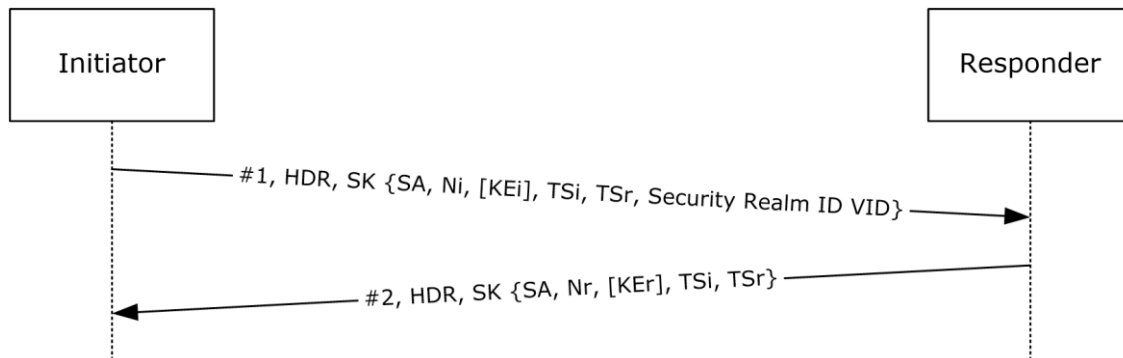 Initiator
Responder
#1, HDR, SK {SA, Ni, [KEi], TSi, TSr, Security Realm ID VID}
#2, HDR, SK {SA, Nr, [KEr], TSi, TSr}